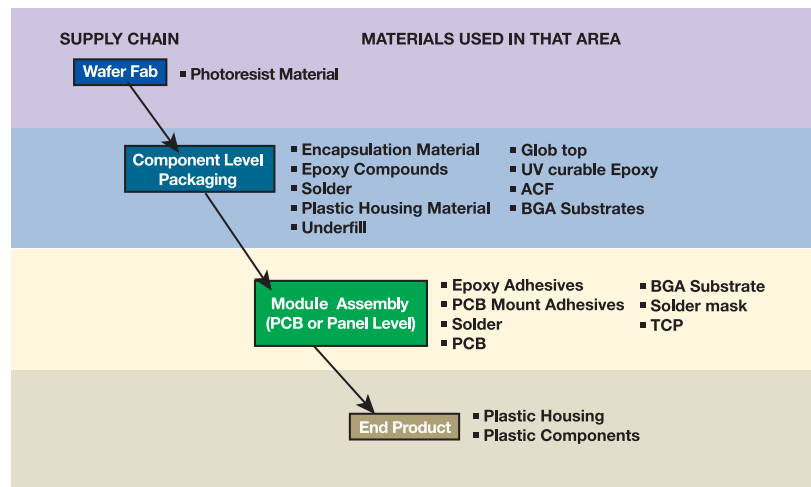 SUPPLY CHAIN
MATERIALS USED IN THAT AREA
Wafer Fab
▪ Photoresist Material
Component Level
Packaging
▪ Encapsulation Material
▪ Epoxy Compounds
▪ Solder
▪ Plastic Housing Material
▪ Underfill
▪ Glob top
▪ UV curable Epoxy
▪ ACF
▪ BGA Substrates
Module Assembly
(PCB or Panel Level)
▪ Epoxy Adhesives
▪ PCB Mount Adhesives
▪ Solder
▪ PCB
▪ BGA Substrate
▪ Solder mask
▪ TCP
End Product
▪ Plastic Housing
▪ Plastic Components